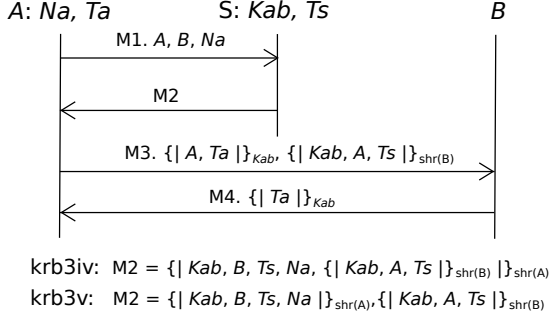 A: Na, Ta S: Kab, Ts B
M1. A, B, Na
M2
M3. {| A, Ta |}Kab, {| Kab, A, Ts |}shr(B)
M4. {| Ta |}Kab
krb3iv: M2 = {| Kab, B, Ts, Na, {| Kab, A, Ts |}shr(B) |}shr(A)
krb3v: M2 = {| Kab, B, Ts, Na |}shr(A),{| Kab, A, Ts |}shr(B)